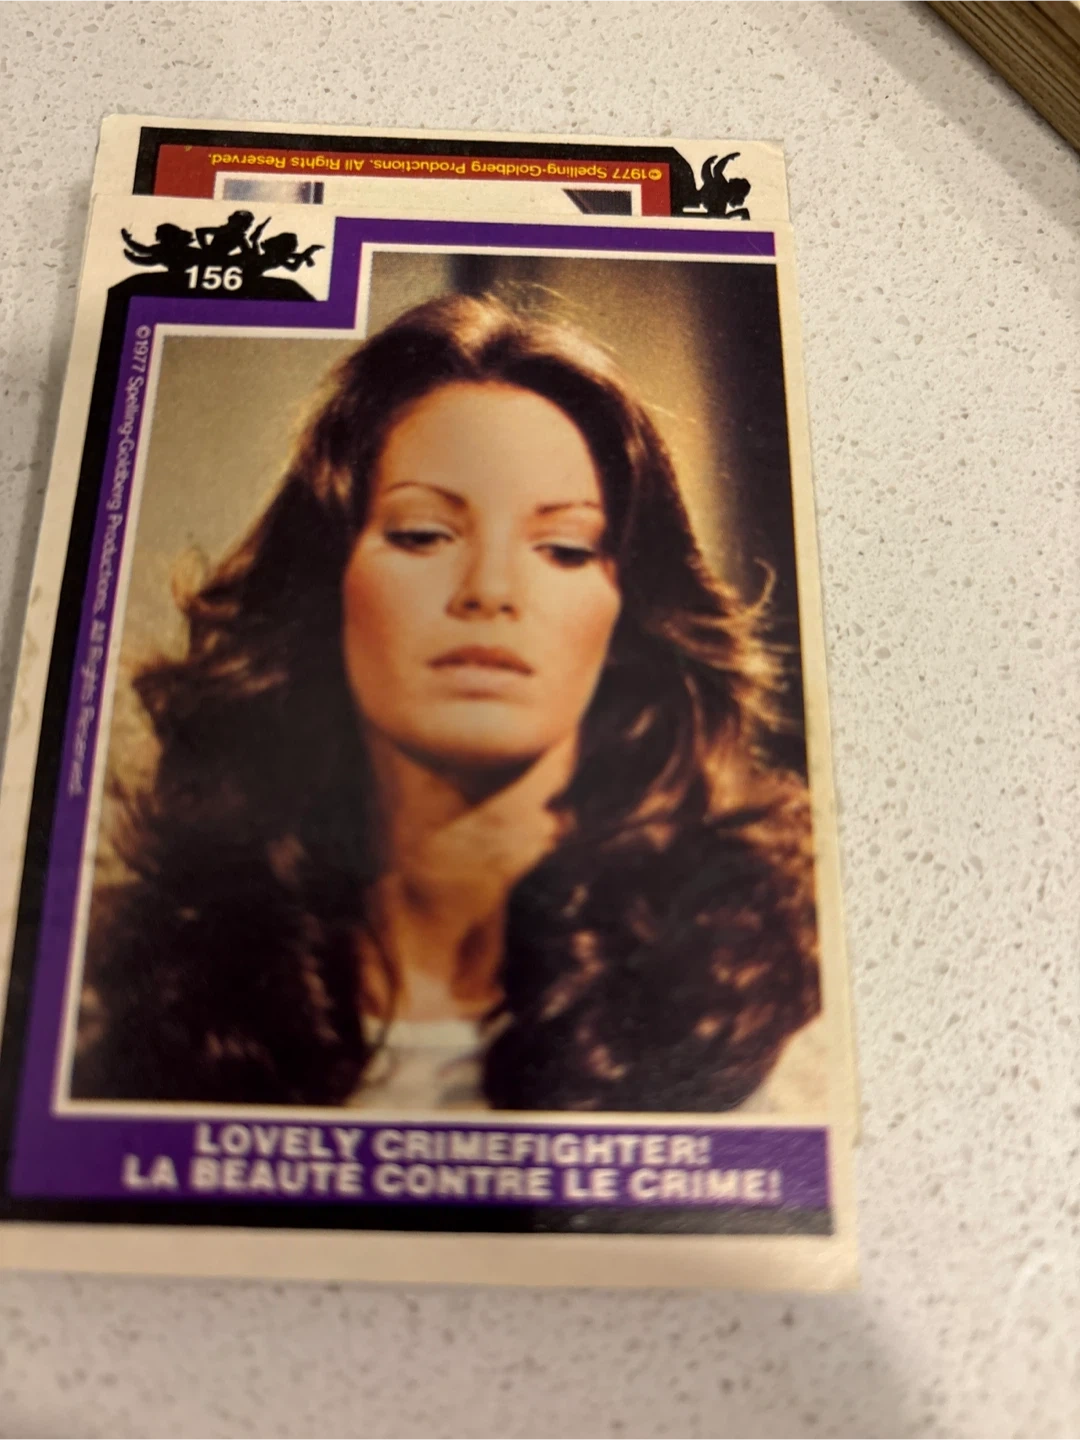 ©1977 Spelling-Goldberg Productions. All Rights Reserved.
156
©1977 Spelling-Goldberg Productions. All Rights Reserved.
LOVELY CRIMEFIGHTER!
LA BEAUTÉ CONTRE LE CRIME!